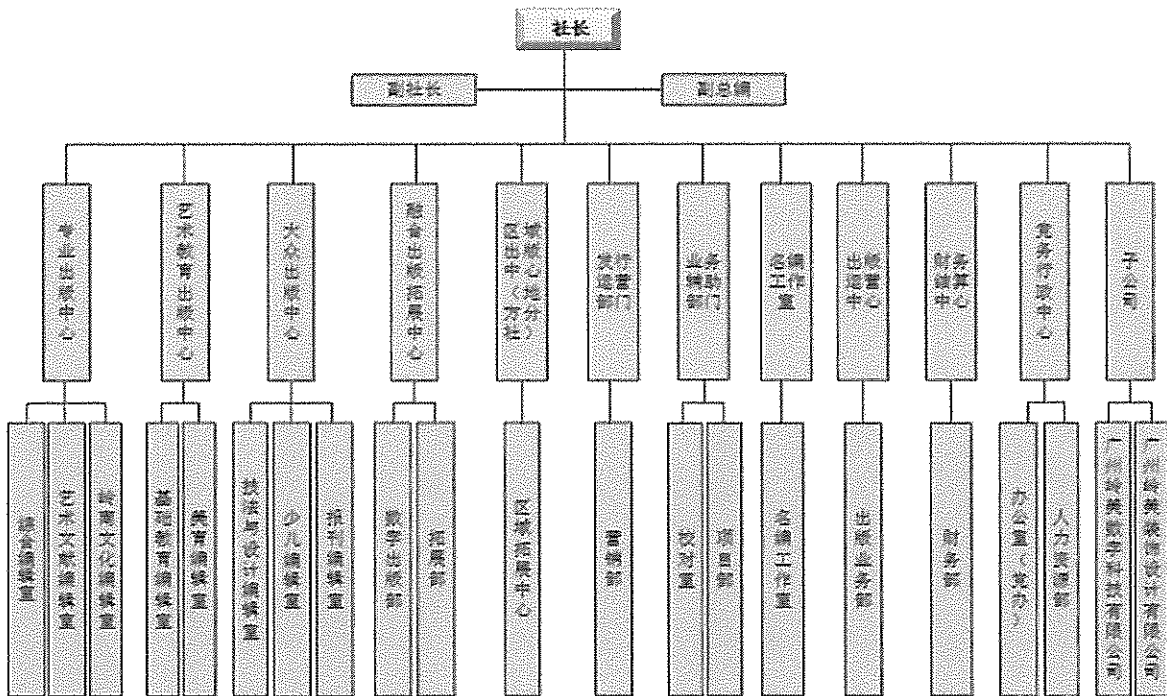 社长
副社长
副总编
专业出版中心
艺术教育出版中心
大众出版中心
融合出版拓展中心
区域出版中心（地方分社）
发行营运部门
业务辅助部门
名编工作室
出版运营中心
财务结算中心
党务行政中心
子公司
综合编辑室
艺术文献编辑室
岭南文化编辑室
基础教育编辑室
美育编辑室
技法与设计编辑室
少儿编辑室
报刊编辑室
数字出版部
拓展部
区域拓展中心
营销部
校对室
项目部
名编工作室
出版业务部
财务部
办公室（党办）
人力资源部
广州岭美数字科技有限公司
广州岭美装饰设计有限公司